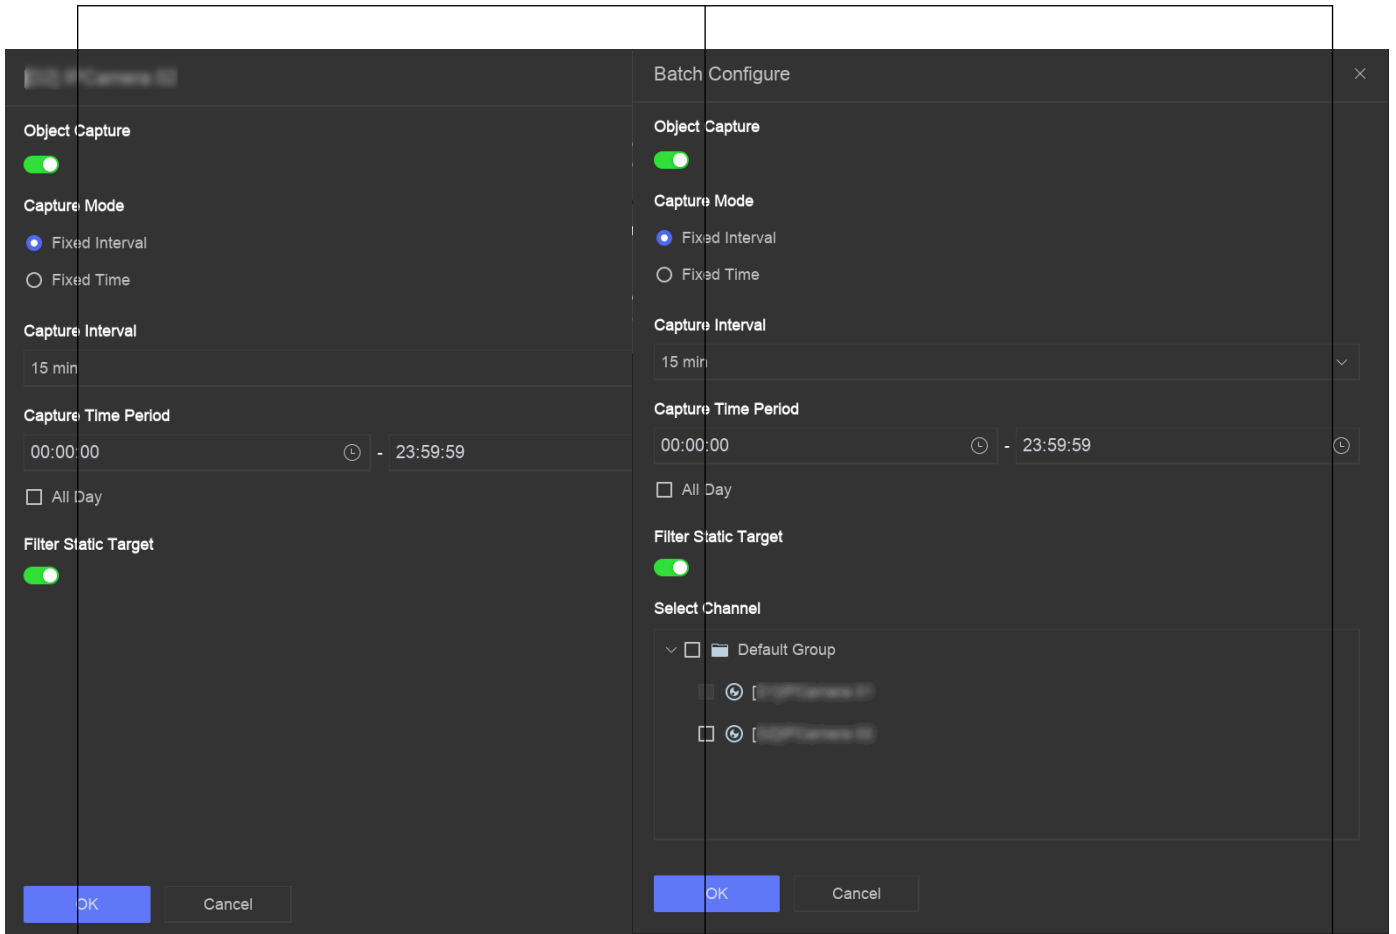 Object Capture
Capture Mode
Fixed Interval
Fixed Time
Capture Interval
15 min
Capture Time Period
00:00:00 - 23:59:59
All Day
Filter Static Target
OK Cancel
Batch Configure
Object Capture
Capture Mode
Fixed Interval
Fixed Time
Capture Interval
15 min
Capture Time Period
00:00:00 - 23:59:59
All Day
Filter Static Target
Select Channel
Default Group
[
[
OK Cancel